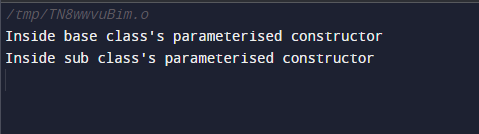 /tmp/TN8wwvuBim.o
Inside base class's parameterised constructor
Inside sub class's parameterised constructor